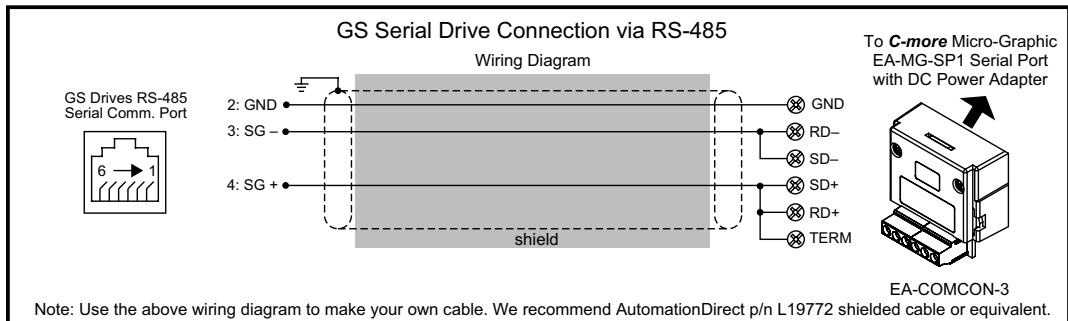 GS Serial Drive Connection via RS-485
Wiring Diagram
To C-more Micro-Graphic
EA-MG-SP1 Serial Port
with DC Power Adapter
GS Drives RS-485
Serial Comm. Port
6 1
2: GND
3: SG –
4: SG +
GND
RD–
SD–
SD+
RD+
TERM
shield
EA-COMCON-3
Note: Use the above wiring diagram to make your own cable. We recommend AutomationDirect p/n L19772 shielded cable or equivalent.